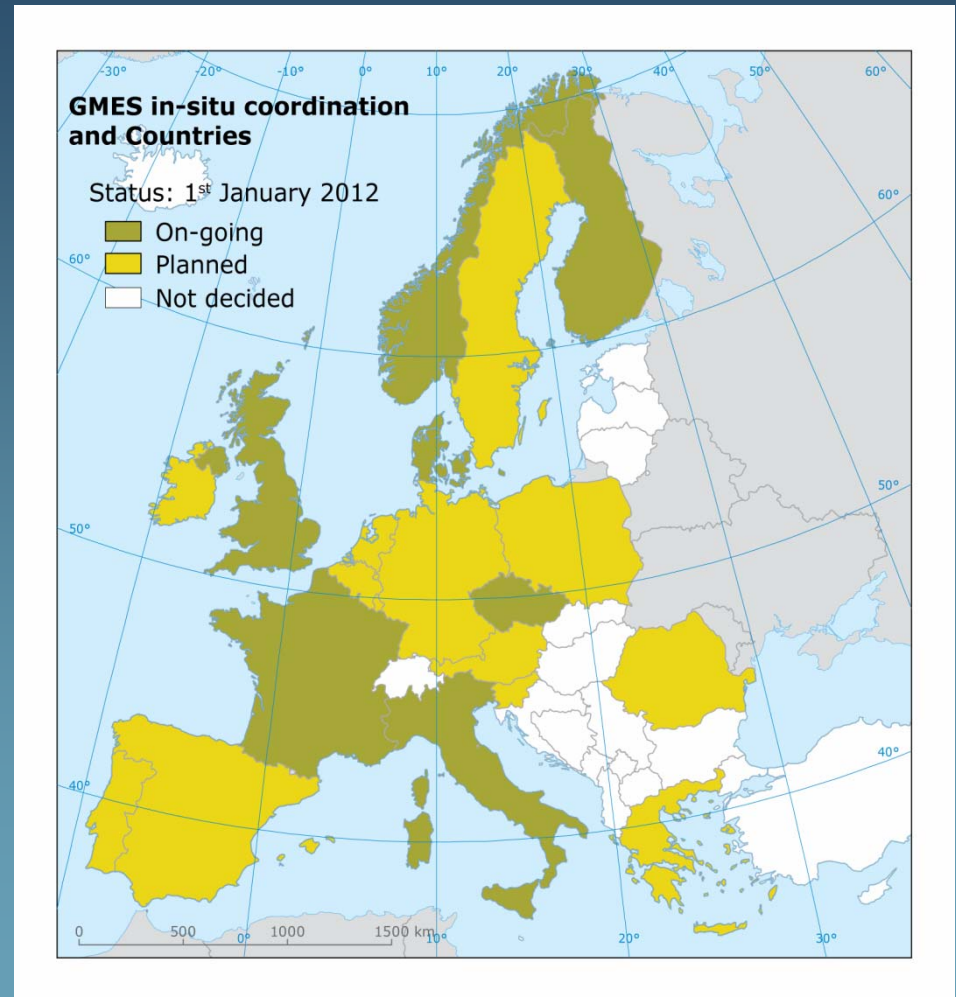 -30° -20° -10° 0° 10° 20° 30° 40° 50° 60°
GMES in-situ coordination
and Countries
Status: 1st January 2012
On-going
Planned
Not decided
60°
60°
50°
50°
40°
40°
0 500 1000 1500 km
0° 10° 20° 30°